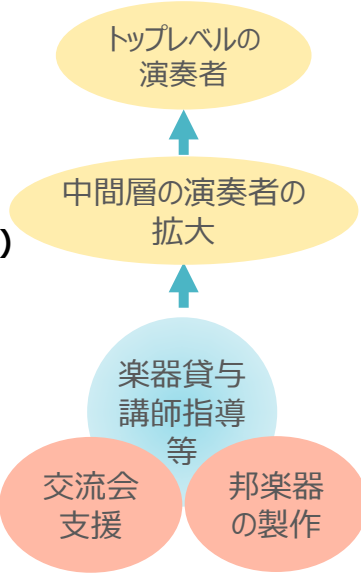 トップレベルの
演奏者
中間層の演奏者の
拡大
)
楽器貸与
講師指導
等
交流会
支援
邦楽器
の製作